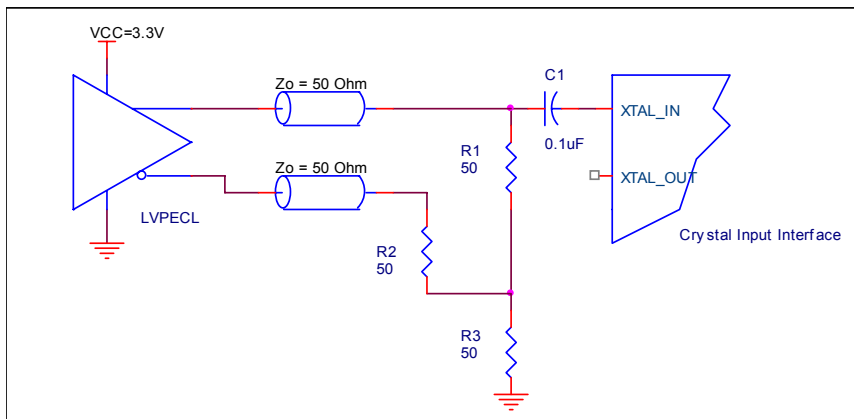 VCC=3.3V
Zo = 50 Ohm
C1
XTAL_IN
0.1uF
R1
50
Zo = 50 Ohm
XTAL_OUT
LVPECL
Crystal Input Interface
R2
50
R3
50